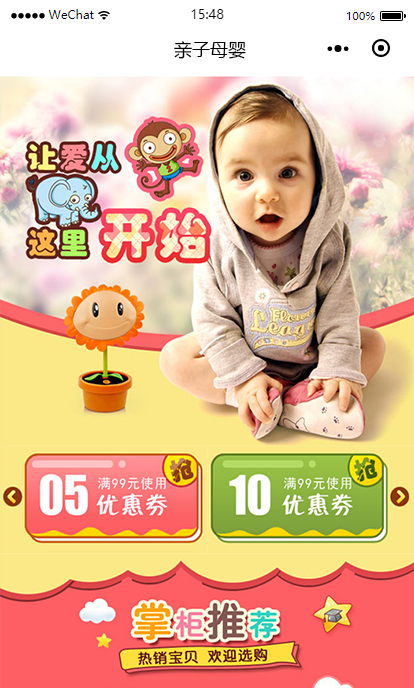 WeChat
15:48
100%
亲子母婴
让爱从
这里 开始
Flower
League
05
满99元使用
优惠券
抢
10
满99元使用
优惠券
抢
掌柜推荐
热销宝贝 欢迎选购